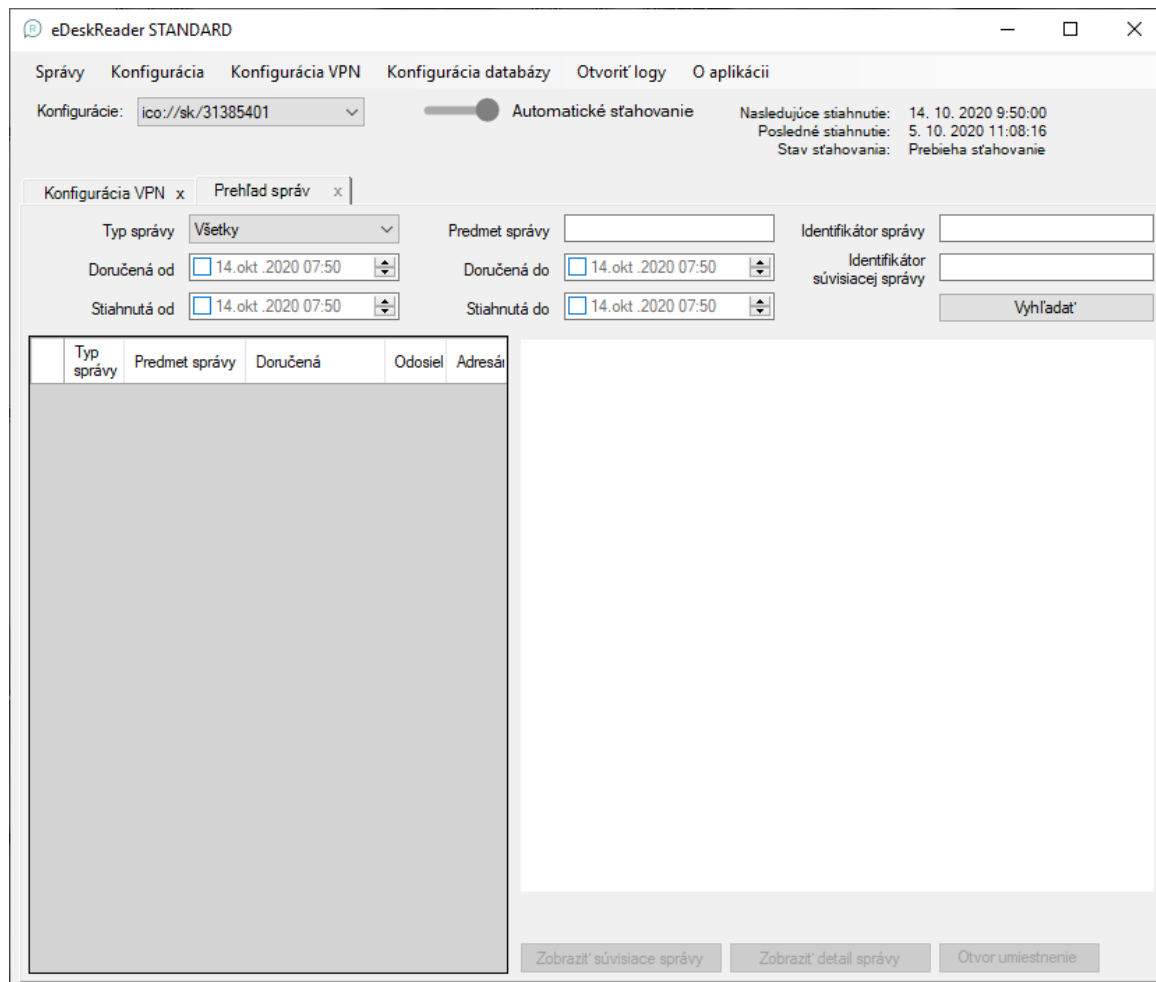 eDeskReader STANDARD
Správy Konfigurácia Konfigurácia VPN Konfigurácia databázy Otvoriť logy O aplikácii
Konfigurácie: ico://sk/31385401 Automatické sťahovanie
Nasledujúce stiahnutie: 14. 10. 2020 9:50:00
Posledné stiahnutie: 5. 10. 2020 11:08:16
Stav sťahovania: Prebieha sťahovanie
Konfigurácia VPN x Prehľad správ x
Typ správy Všetky Predmet správy Identifikátor správy
Doručená od 14.okt .2020 07:50 Doručená do 14.okt .2020 07:50 Identifikátor súvisiacej správy
Stiahnutá od 14.okt .2020 07:50 Stiahnutá do 14.okt .2020 07:50 Vyhľadať
Typ správy Predmet správy Doručená Odosiel Adresár
Zobraziť súvisiace správy Zobraziť detail správy Otvor umiestnenie